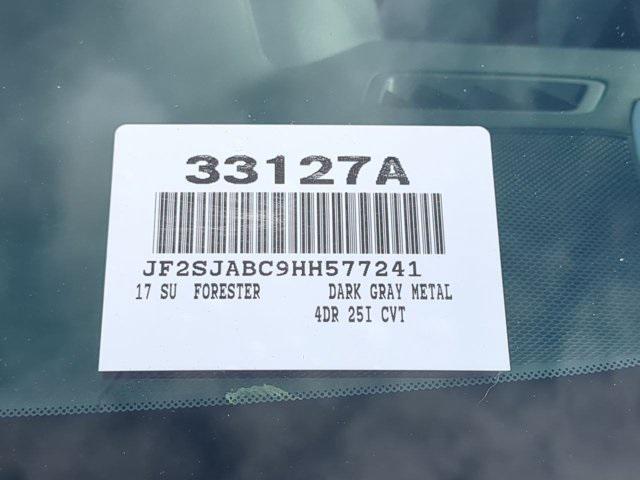 33127A
JF2SJABC9HH577241
17 SU FORESTER DARK GRAY METAL
4DR 25I CVT